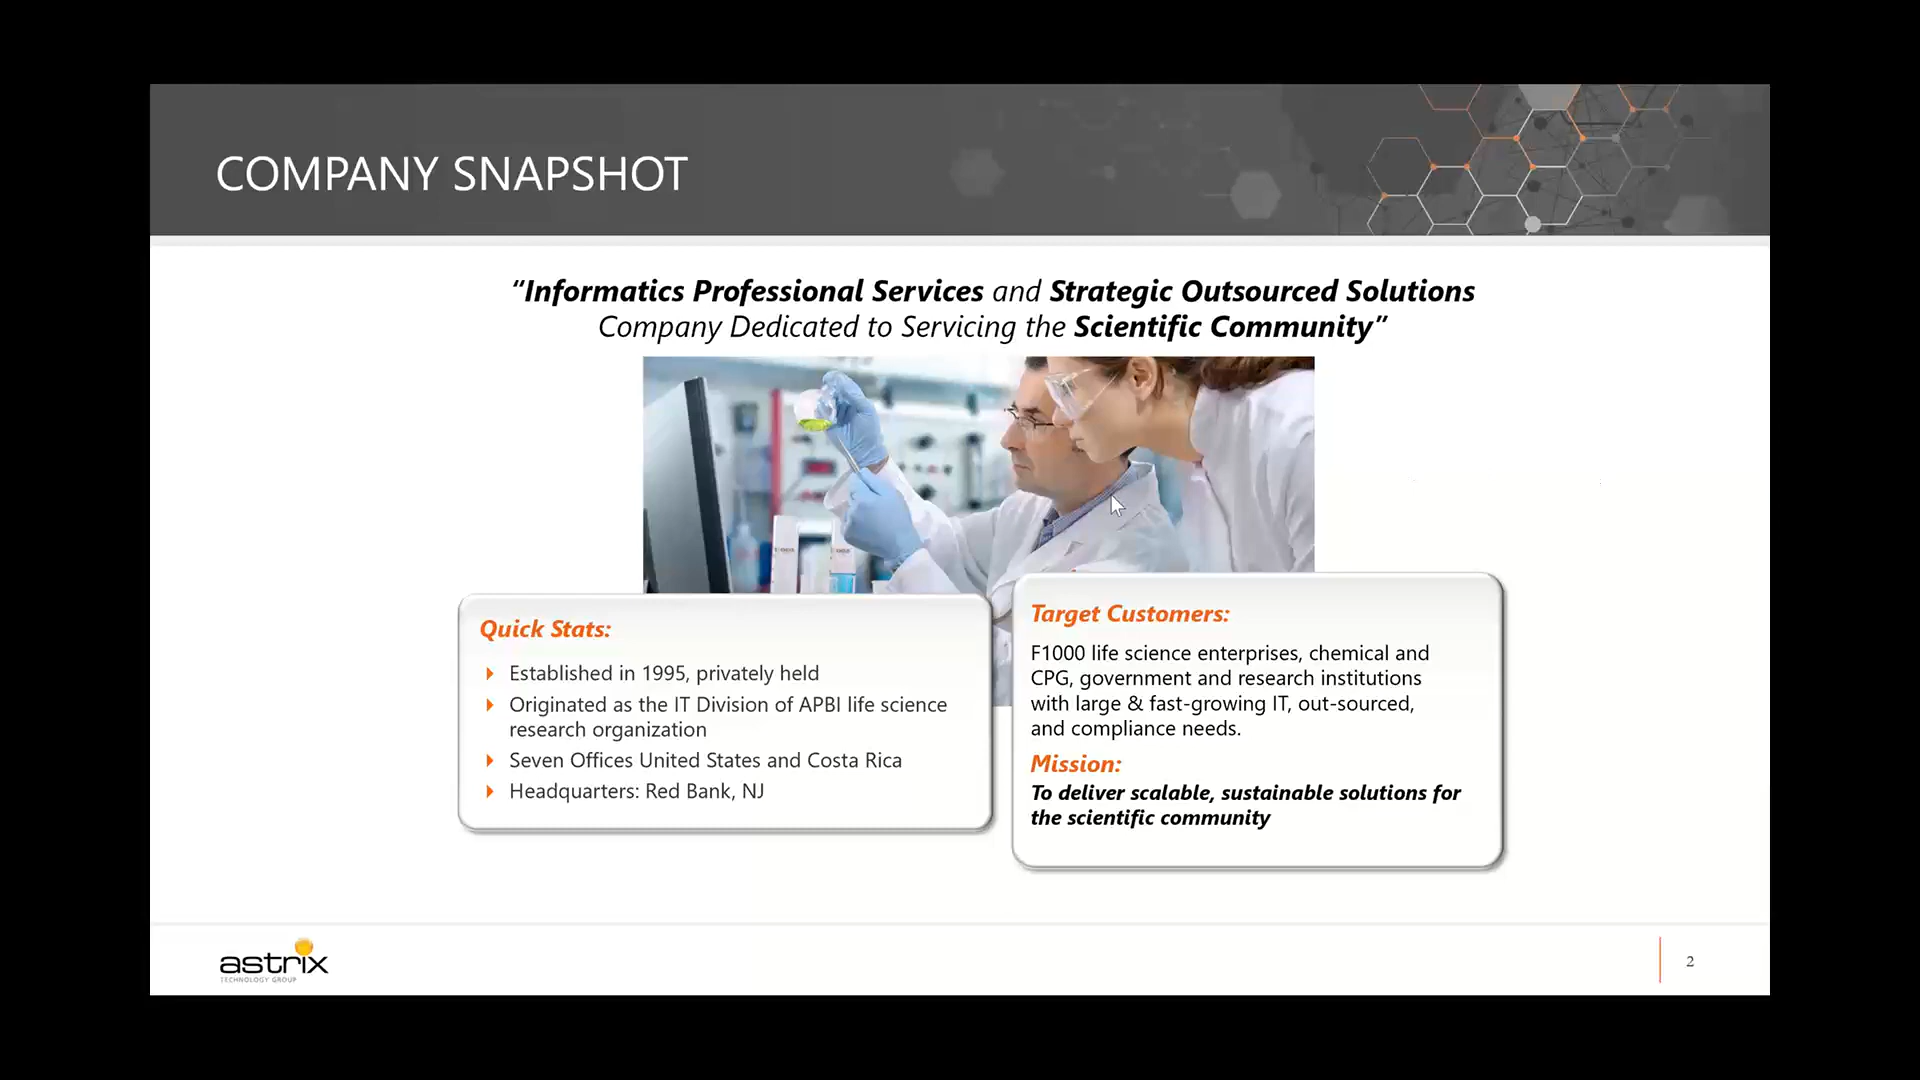 COMPANY SNAPSHOT
“Informatics Professional Services and Strategic Outsourced Solutions
Company Dedicated to Servicing the Scientific Community”
Quick Stats:
Established in 1995, privately held
Originated as the IT Division of APBI life science
research organization
Seven Offices United States and Costa Rica
Headquarters: Red Bank, NJ
Target Customers:
F1000 life science enterprises, chemical and
CPG, government and research institutions
with large & fast-growing IT, out-sourced,
and compliance needs.
Mission:
To deliver scalable, sustainable solutions for
the scientific community
astrix
TECHNOLOGY GROUP
2